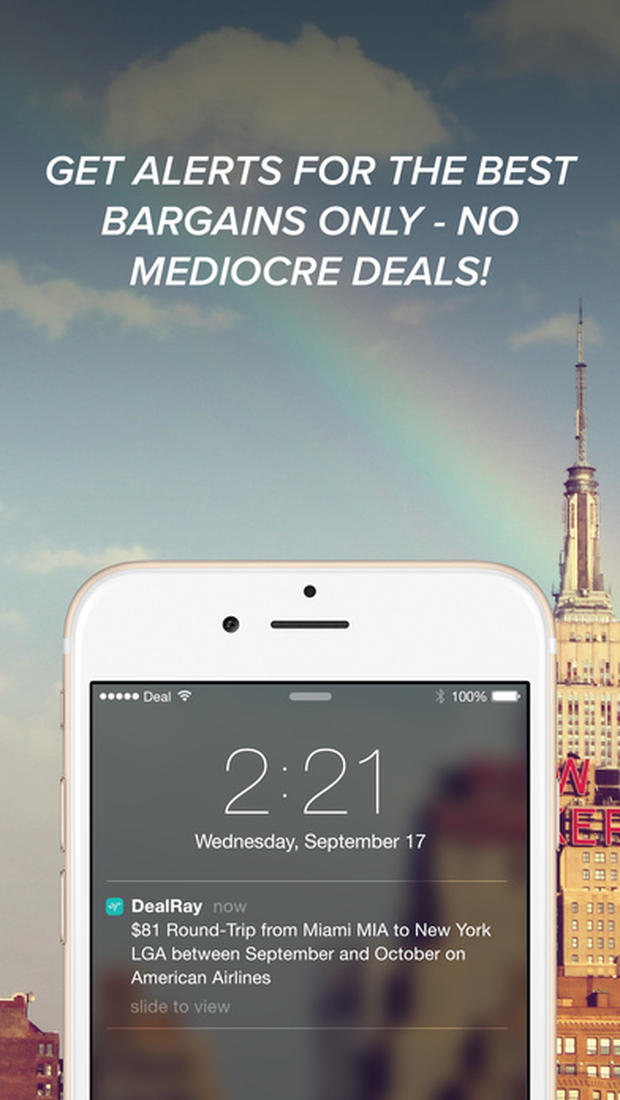 GET ALERTS FOR THE BEST
BARGAINS ONLY - NO
MEDIOCRE DEALS!
Deal 100%
2:21
Wednesday, September 17
DealRay now
$81 Round-Trip from Miami MIA to New York
LGA between September and October on
American Airlines
slide to view